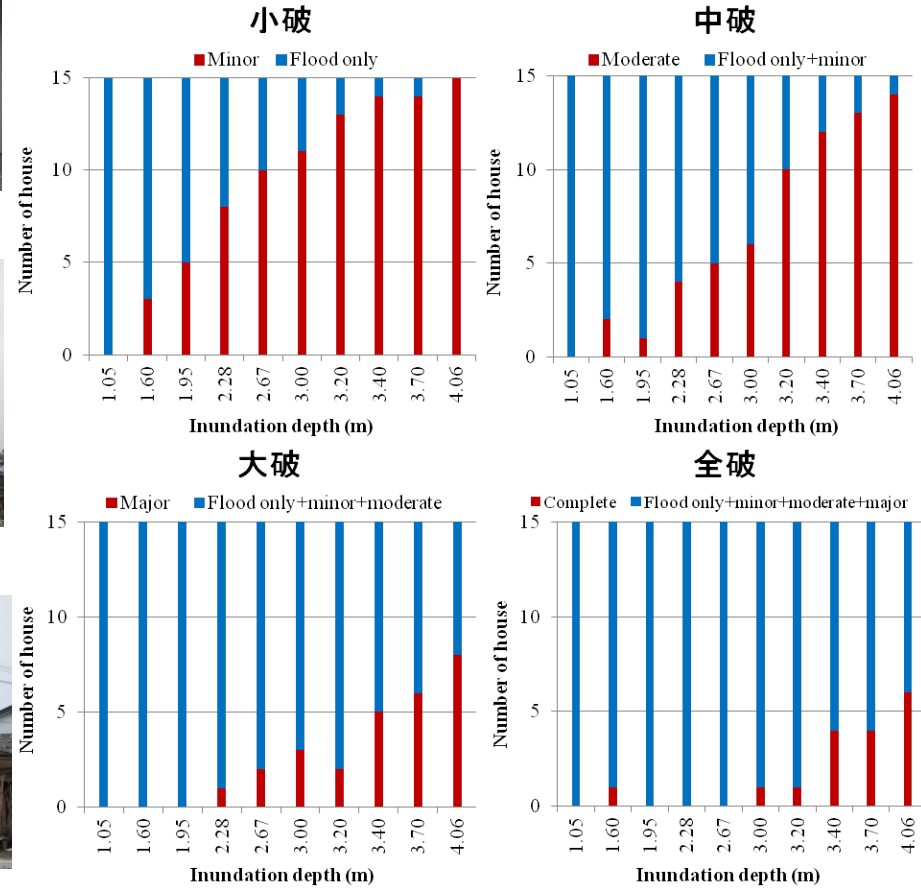 小破
Minor Flood only
15
10
5
0
Number of house
1.05 1.60 1.95 2.28 2.67 3.00 3.20 3.40 3.70 4.06
Inundation depth (m)
中破
Moderate Flood only+minor
15
10
5
0
Number of house
1.05 1.60 1.95 2.28 2.67 3.00 3.20 3.40 3.70 4.06
Inundation depth (m)
大破
Major Flood only+minor+moderate
15
10
5
0
Number of house
1.05 1.60 1.95 2.28 2.67 3.00 3.20 3.40 3.70 4.06
Inundation depth (m)
全破
Complete Flood only+minor+moderate+major
15
10
5
0
Number of house
1.05 1.60 1.95 2.28 2.67 3.00 3.20 3.40 3.70 4.06
Inundation depth (m)